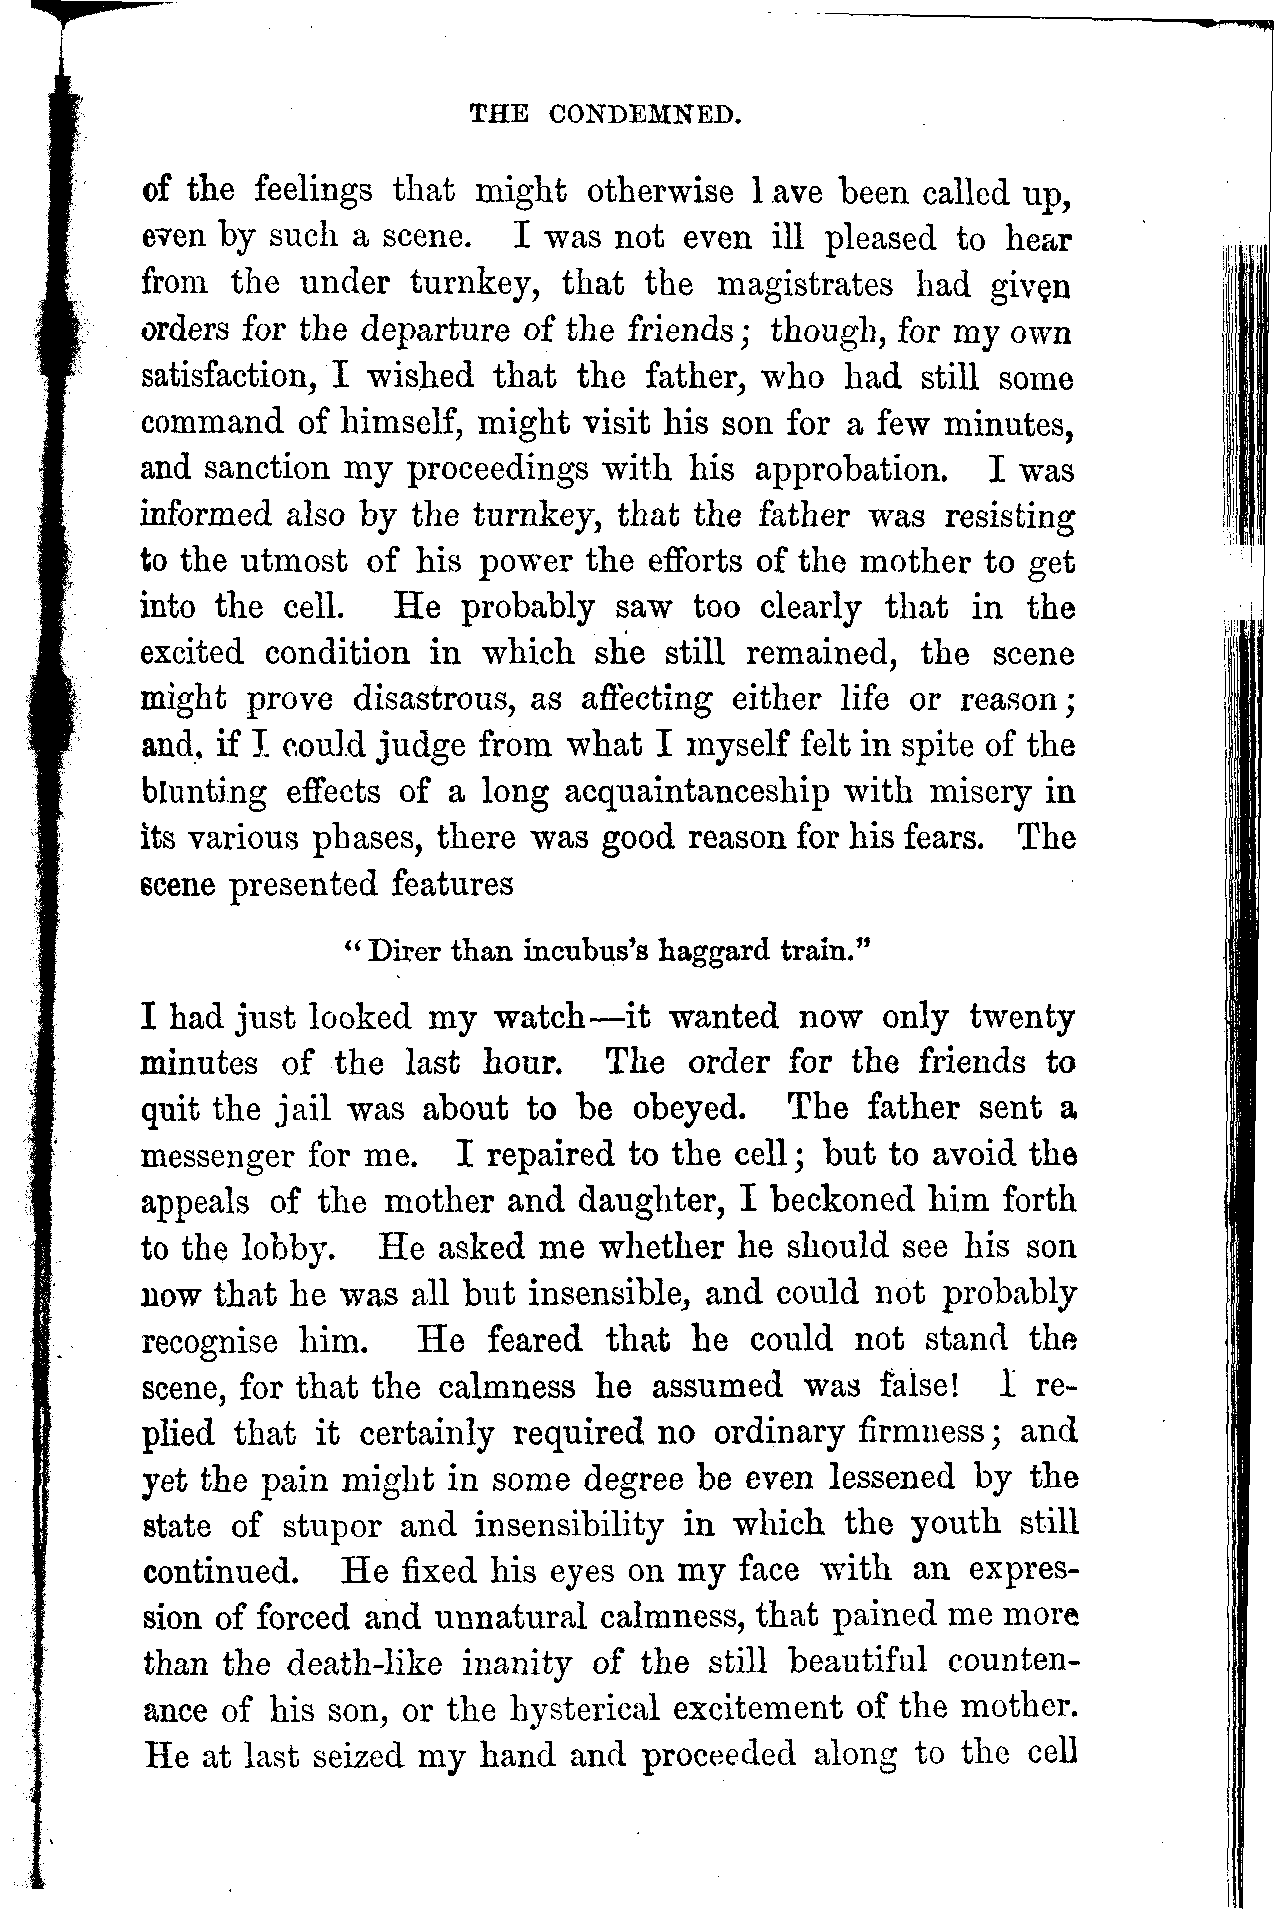 THE CONDEMNED.
of the feelings that might otherwise have been called up,
even by such a scene. I was not even ill pleased to hear
from the under turnkey, that the magistrates had given
orders for the departure of the friends; though, for my own
satisfaction, I wished that the father, who had still some
command of himself, might visit his son for a few minutes,
and sanction my proceedings with his approbation. I was
informed also by the turnkey, that the father was resisting
to the utmost of his power the efforts of the mother to get
into the cell. He probably saw too clearly that in the
excited condition in which she still remained, the scene
might prove disastrous, as affecting either life or reason;
and, if I could judge from what I myself felt in spite of the
blunting effects of a long acquaintanceship with misery in
its various phases, there was good reason for his fears. The
scene presented features
"Direr than incubus's haggard train."
I had just looked my watch—it wanted now only twenty
minutes of the last hour. The order for the friends to
quit the jail was about to be obeyed. The father sent a
messenger for me. I repaired to the cell; but to avoid the
appeals of the mother and daughter, I beckoned him forth
to the lobby. He asked me whether he should see his son
now that he was all but insensible, and could not probably
recognise him. He feared that he could not stand the
scene, for that the calmness he assumed was false! I re-
plied that it certainly required no ordinary firmness; and
yet the pain might in some degree be even lessened by the
state of stupor and insensibility in which the youth still
continued. He fixed his eyes on my face with an expres-
sion of forced and unnatural calmness, that pained me more
than the death-like inanity of the still beautiful counten-
ance of his son, or the hysterical excitement of the mother.
He at last seized my hand and proceeded along to the cell